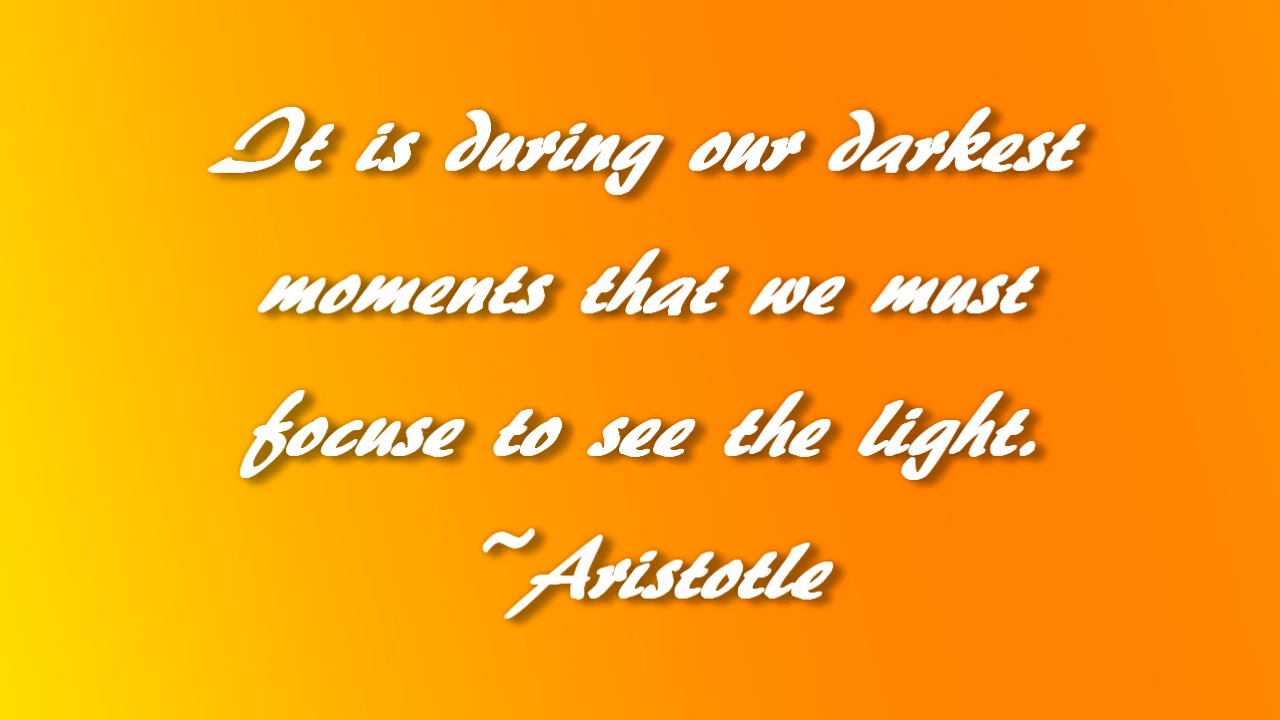 It is during our darkest
moments that we must
focuse to see the light.
~Aristotle